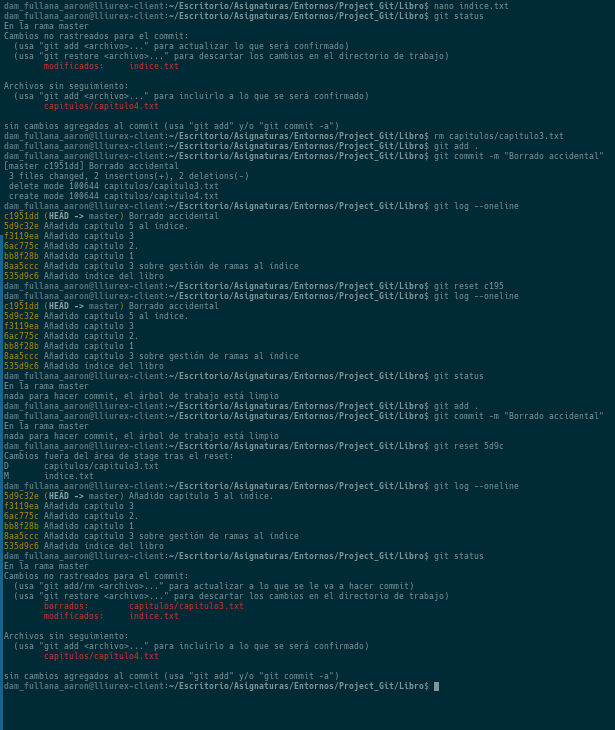 dam_fullana_aaron@lliurex-client:~/Escritorio/Asignaturas/Entornos/Project_Git/Libro$ nano indice.txt
dam_fullana_aaron@lliurex-client:~/Escritorio/Asignaturas/Entornos/Project_Git/Libro$ git status
En la rama master
Cambios no rastreados para el commit:
  (usa "git add <archivo>..." para actualizar lo que será confirmado)
  (usa "git restore <archivo>..." para descartar los cambios en el directorio de trabajo)
        modificados:     indice.txt

Archivos sin seguimiento:
  (usa "git add <archivo>..." para incluirlo a lo que se será confirmado)
        capitulos/capitulo4.txt

sin cambios agregados al commit (usa "git add" y/o "git commit -a")
dam_fullana_aaron@lliurex-client:~/Escritorio/Asignaturas/Entornos/Project_Git/Libro$ rm capitulos/capitulo3.txt
dam_fullana_aaron@lliurex-client:~/Escritorio/Asignaturas/Entornos/Project_Git/Libro$ git add .
dam_fullana_aaron@lliurex-client:~/Escritorio/Asignaturas/Entornos/Project_Git/Libro$ git commit -m "Borrado accidental"
[master c1951dd] Borrado accidental
 3 files changed, 2 insertions(+), 2 deletions(-)
 delete mode 100644 capitulos/capitulo3.txt
 create mode 100644 capitulos/capitulo4.txt
dam_fullana_aaron@lliurex-client:~/Escritorio/Asignaturas/Entornos/Project_Git/Libro$ git log --oneline
c1951dd (HEAD -> master) Borrado accidental
5d9c32e Añadido capítulo 5 al índice.
f3119ea Añadido capitulo 3
6ac775c Añadido capitulo 2.
bb8f28b Añadido capitulo 1
8aa5ccc Añadido capitulo 3 sobre gestión de ramas al índice
535d9c6 Añadido índice del libro
dam_fullana_aaron@lliurex-client:~/Escritorio/Asignaturas/Entornos/Project_Git/Libro$ git reset c195
dam_fullana_aaron@lliurex-client:~/Escritorio/Asignaturas/Entornos/Project_Git/Libro$ git log --oneline
c1951dd (HEAD -> master) Borrado accidental
5d9c32e Añadido capítulo 5 al índice.
f3119ea Añadido capitulo 3
6ac775c Añadido capitulo 2.
bb8f28b Añadido capitulo 1
8aa5ccc Añadido capitulo 3 sobre gestión de ramas al índice
535d9c6 Añadido índice del libro
dam_fullana_aaron@lliurex-client:~/Escritorio/Asignaturas/Entornos/Project_Git/Libro$ git status
En la rama master
nada para hacer commit, el árbol de trabajo está limpio
dam_fullana_aaron@lliurex-client:~/Escritorio/Asignaturas/Entornos/Project_Git/Libro$ git add .
dam_fullana_aaron@lliurex-client:~/Escritorio/Asignaturas/Entornos/Project_Git/Libro$ git commit -m "Borrado accidental"
En la rama master
nada para hacer commit, el árbol de trabajo está limpio
dam_fullana_aaron@lliurex-client:~/Escritorio/Asignaturas/Entornos/Project_Git/Libro$ git reset 5d9c
Cambios fuera del área de stage tras el reset:
D       capitulos/capitulo3.txt
M       indice.txt
dam_fullana_aaron@lliurex-client:~/Escritorio/Asignaturas/Entornos/Project_Git/Libro$ git log --oneline
5d9c32e (HEAD -> master) Añadido capítulo 5 al índice.
f3119ea Añadido capitulo 3
6ac775c Añadido capitulo 2.
bb8f28b Añadido capitulo 1
8aa5ccc Añadido capitulo 3 sobre gestión de ramas al índice
535d9c6 Añadido índice del libro
dam_fullana_aaron@lliurex-client:~/Escritorio/Asignaturas/Entornos/Project_Git/Libro$ git status
En la rama master
Cambios no rastreados para el commit:
  (usa "git add/rm <archivo>..." para actualizar a lo que se le va a hacer commit)
  (usa "git restore <archivo>..." para descartar los cambios en el directorio de trabajo)
        borrados:        capitulos/capitulo3.txt
        modificados:     indice.txt

Archivos sin seguimiento:
  (usa "git add <archivo>..." para incluirlo a lo que se será confirmado)
        capitulos/capitulo4.txt

sin cambios agregados al commit (usa "git add" y/o "git commit -a")
dam_fullana_aaron@lliurex-client:~/Escritorio/Asignaturas/Entornos/Project_Git/Libro$